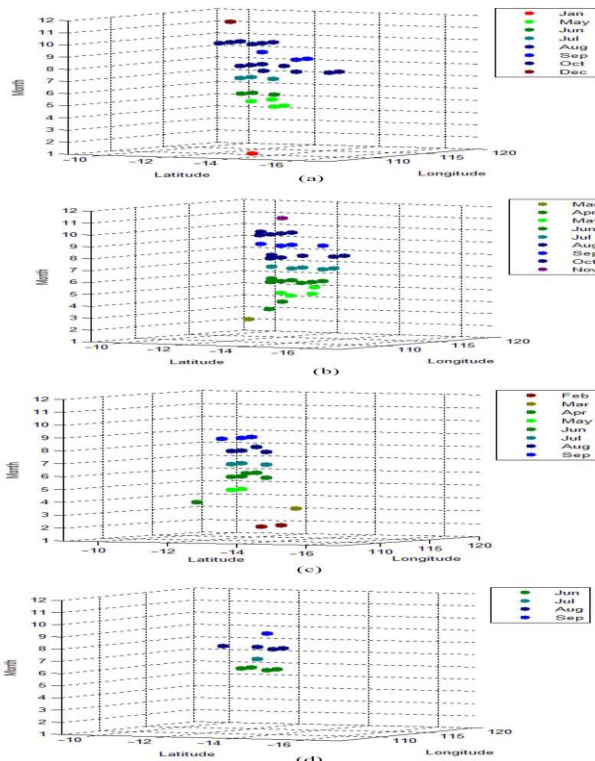 12
11
10
9
8
7
6
5
4
3
2
1
Month
-10
-12
-14
-16
110
115
120
Latitude
Longitude
Jan
May
Jun
Jul
Aug
Sep
Oct
Dec
(a)
12
11
10
9
8
7
6
5
4
3
2
1
Month
-10
-12
-14
-16
110
115
120
Latitude
Longitude
Mar
Apr
May
Jun
Jul
Aug
Sep
Oct
Nov
(b)
12
11
10
9
8
7
6
5
4
3
2
1
Month
-10
-14
-16
110
120
Latitude
Longitude
Feb
Mar
Apr
May
Jun
Jul
Aug
Sep
(c)
12
11
10
9
8
7
6
5
4
3
2
1
Month
-10
-12
-14
-16
110
115
120
Latitude
Longitude
Jun
Jul
Aug
Sep
(d)